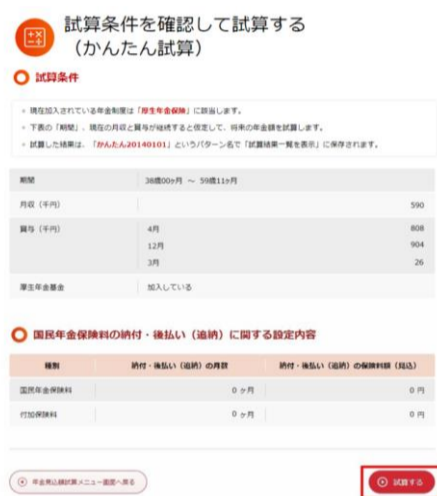 試算条件を確認して試算する
（かんたん試算）
試算条件
現在加入されている年金制度は「厚生年金保険」に該当します。
下表の「期間」、現在の月収と賞与が継続すると仮定して、将来の年金額を試算します。
試算した結果は、「かんたん20140101」というパターン名で「試算結果一覧を表示」に保存されます。
期間 38歳00ヶ月 ～ 59歳11ヶ月
月収（千円） 590
賞与（千円） 4月 808
12月 904
3月 26
厚生年金基金 加入している
国民年金保険料の納付・後払い（追納）に関する設定内容
種別 納付・後払い（追納）の月数 納付・後払い（追納）の保険料額（見込）
国民年金保険料 0 ヶ月 0 円
付加保険料 0 ヶ月 0 円
年金見込額試算メニュー画面へ戻る
試算する